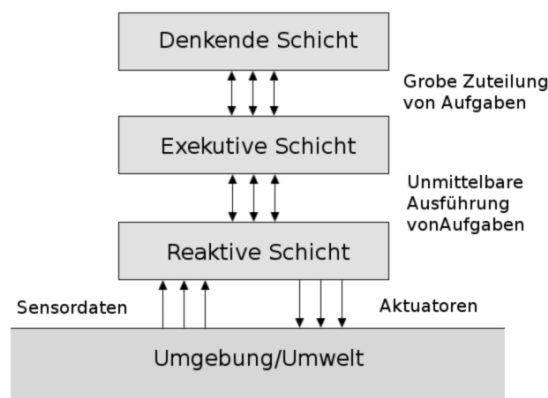 Denkende Schicht
Grobe Zuteilung
von Aufgaben
Exekutive Schicht
Unmittelbare
Ausführung
vonAufgaben
Reaktive Schicht
Sensordaten
Aktuatoren
Umgebung/Umwelt